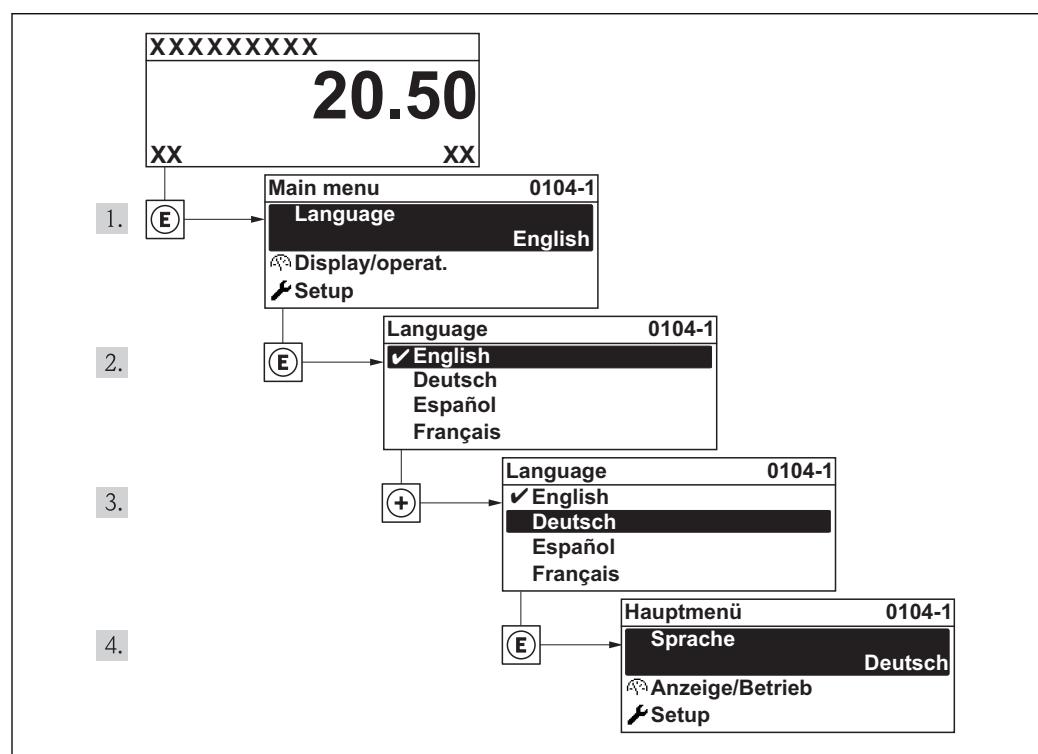 XXXXXXXXX
20.50
XX XX
1. E
Main menu 0104-1
Language
English
Display/operat.
Setup
2. E
Language 0104-1
✔ English
Deutsch
Español
Français
3. +
Language 0104-1
✔ English
Deutsch
Español
Français
4. E
Hauptmenü 0104-1
Sprache
Deutsch
Anzeige/Betrieb
Setup